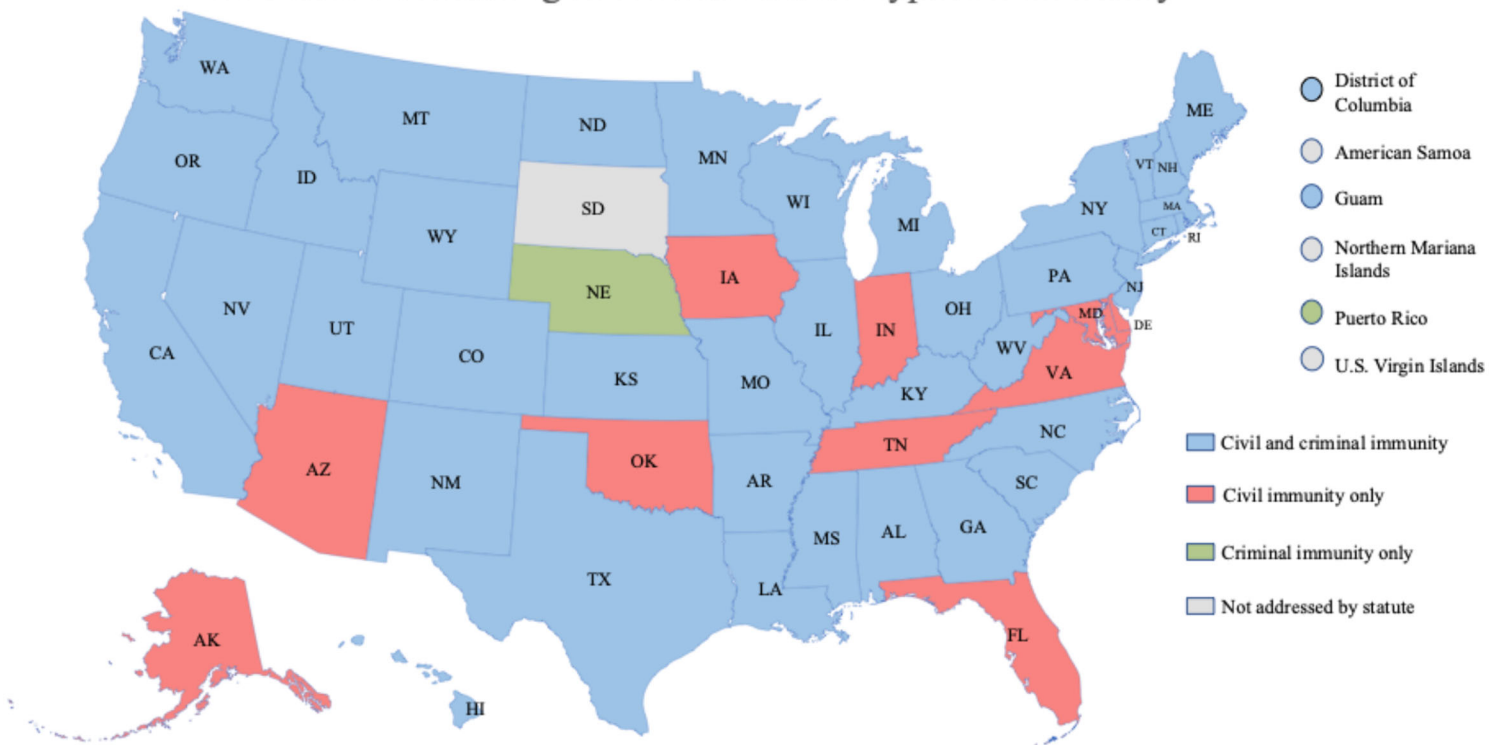 WA
MT
ND
MN
ME
OR
ID
SD
WI
VT
NH
NY
MA
MI
CT
RI
WY
IA
PA
NE
NJ
NV
UT
IL
IN
OH
MD
DE
CA
CO
WV
VA
KS
MO
KY
NC
TN
AZ
OK
NM
AR
SC
MS
AL
GA
TX
LA
FL
AK
HI
District of
Columbia
American Samoa
Guam
Northern Mariana
Islands
Puerto Rico
U.S. Virgin Islands
Civil and criminal immunity
Civil immunity only
Criminal immunity only
Not addressed by statute